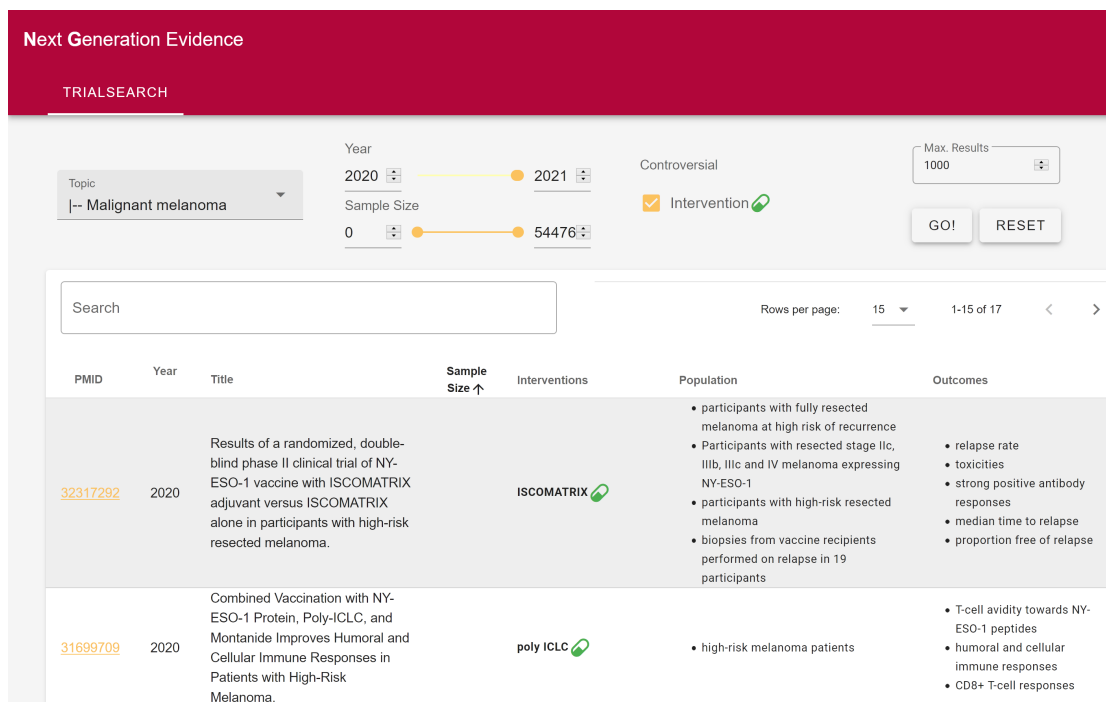 Next Generation Evidence
TRIALSEARCH
Topic
|-- Malignant melanoma
Year
2020 2021
Sample Size
0 54476
Controversial
Intervention
Max. Results
1000
GO! RESET
Search
Rows per page: 15 1-15 of 17
PMID Year Title Sample Size Interventions Population Outcomes
32317292
2020
Results of a randomized, double-
blind phase II clinical trial of NY-
ESO-1 vaccine with ISCOMATRIX
adjuvant versus ISCOMATRIX
alone in participants with high-risk
resected melanoma.
ISCOMATRIX
• participants with fully resected
melanoma at high risk of recurrence
• Participants with resected stage IIc,
IIIb, IIIc and IV melanoma expressing
NY-ESO-1
• participants with high-risk resected
melanoma
• biopsies from vaccine recipients
performed on relapse in 19
participants
• relapse rate
• toxicities
• strong positive antibody
responses
• median time to relapse
• proportion free of relapse
31699709
2020
Combined Vaccination with NY-
ESO-1 Protein, Poly-ICLC, and
Montanide Improves Humoral and
Cellular Immune Responses in
Patients with High-Risk
Melanoma.
poly ICLC
• high-risk melanoma patients
• T-cell avidity towards NY-
ESO-1 peptides
• humoral and cellular
immune responses
• CD8+ T-cell responses